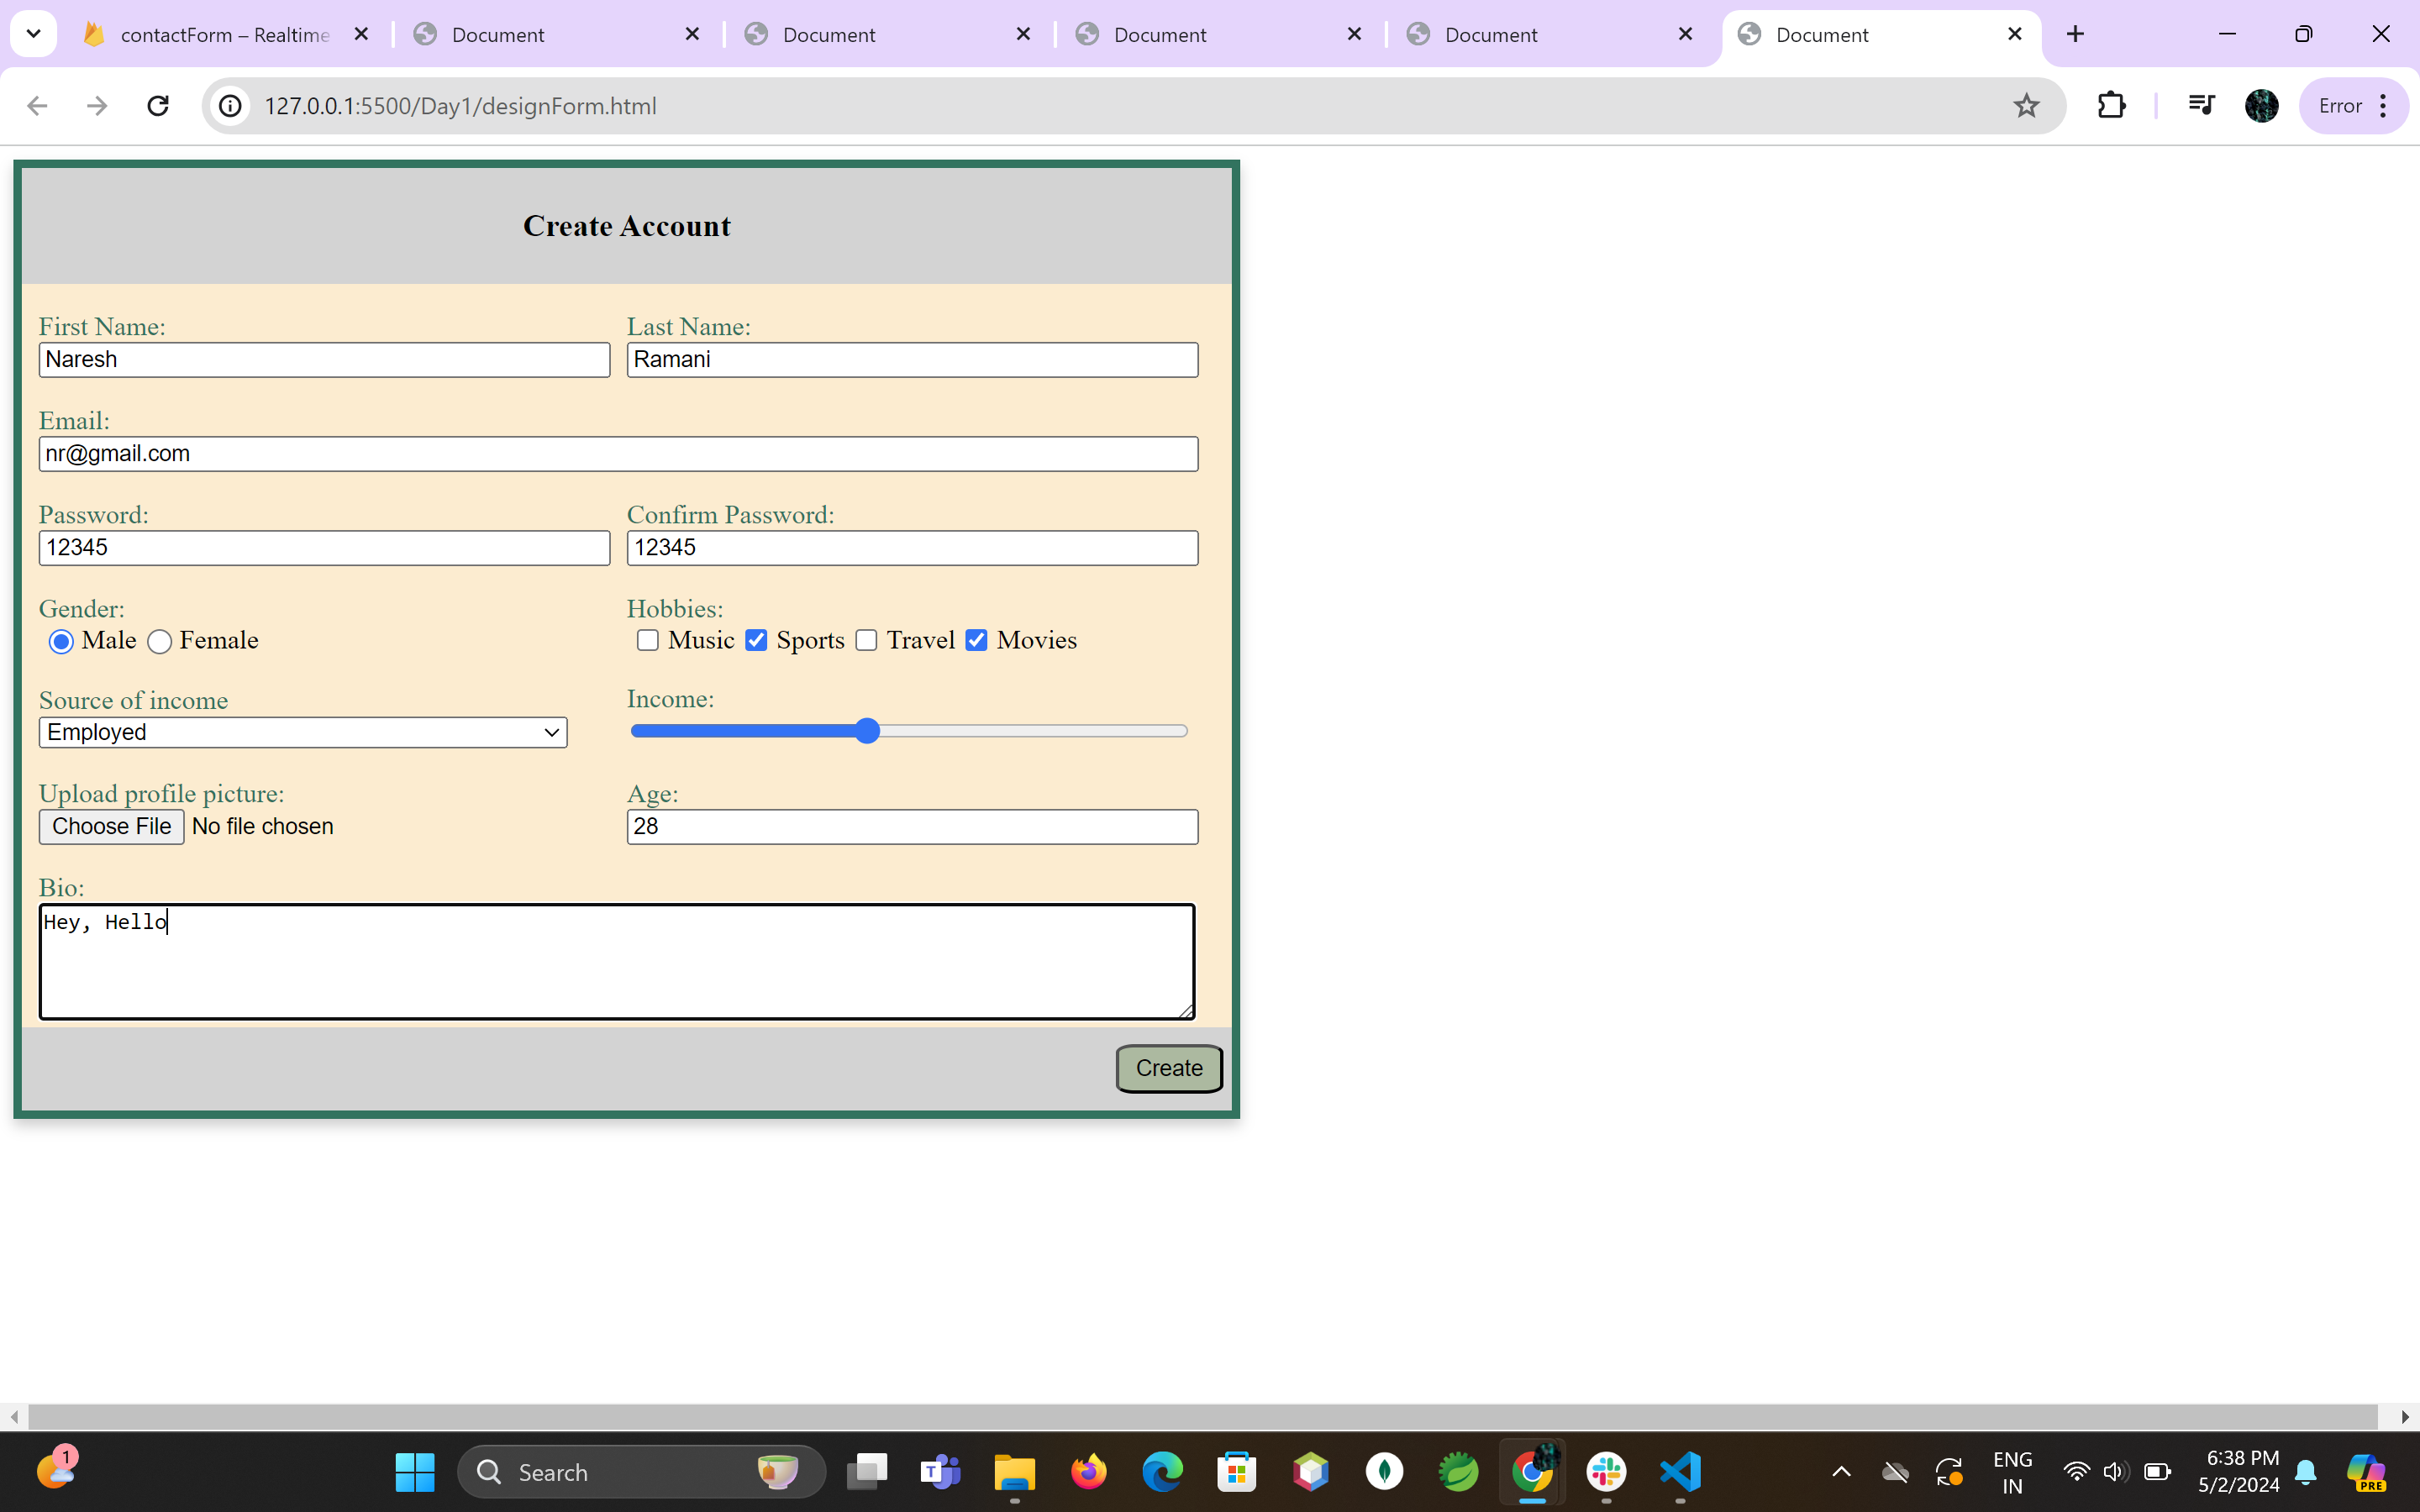 contactForm – Realtime
Document
Document
Document
Document
Document
127.0.0.1:5500/Day1/designForm.html
Error
Create Account
First Name: Last Name:
Naresh Ramani
Email:
nr@gmail.com
Password: Confirm Password:
12345 12345
Gender: Hobbies:
Male Female Music Sports Travel Movies
Source of income Income:
Employed
Upload profile picture: Age:
Choose File No file chosen 28
Bio:
Hey, Hello
Create
1
Search
T
ENG
IN
6:38 PM
5/2/2024
PRE